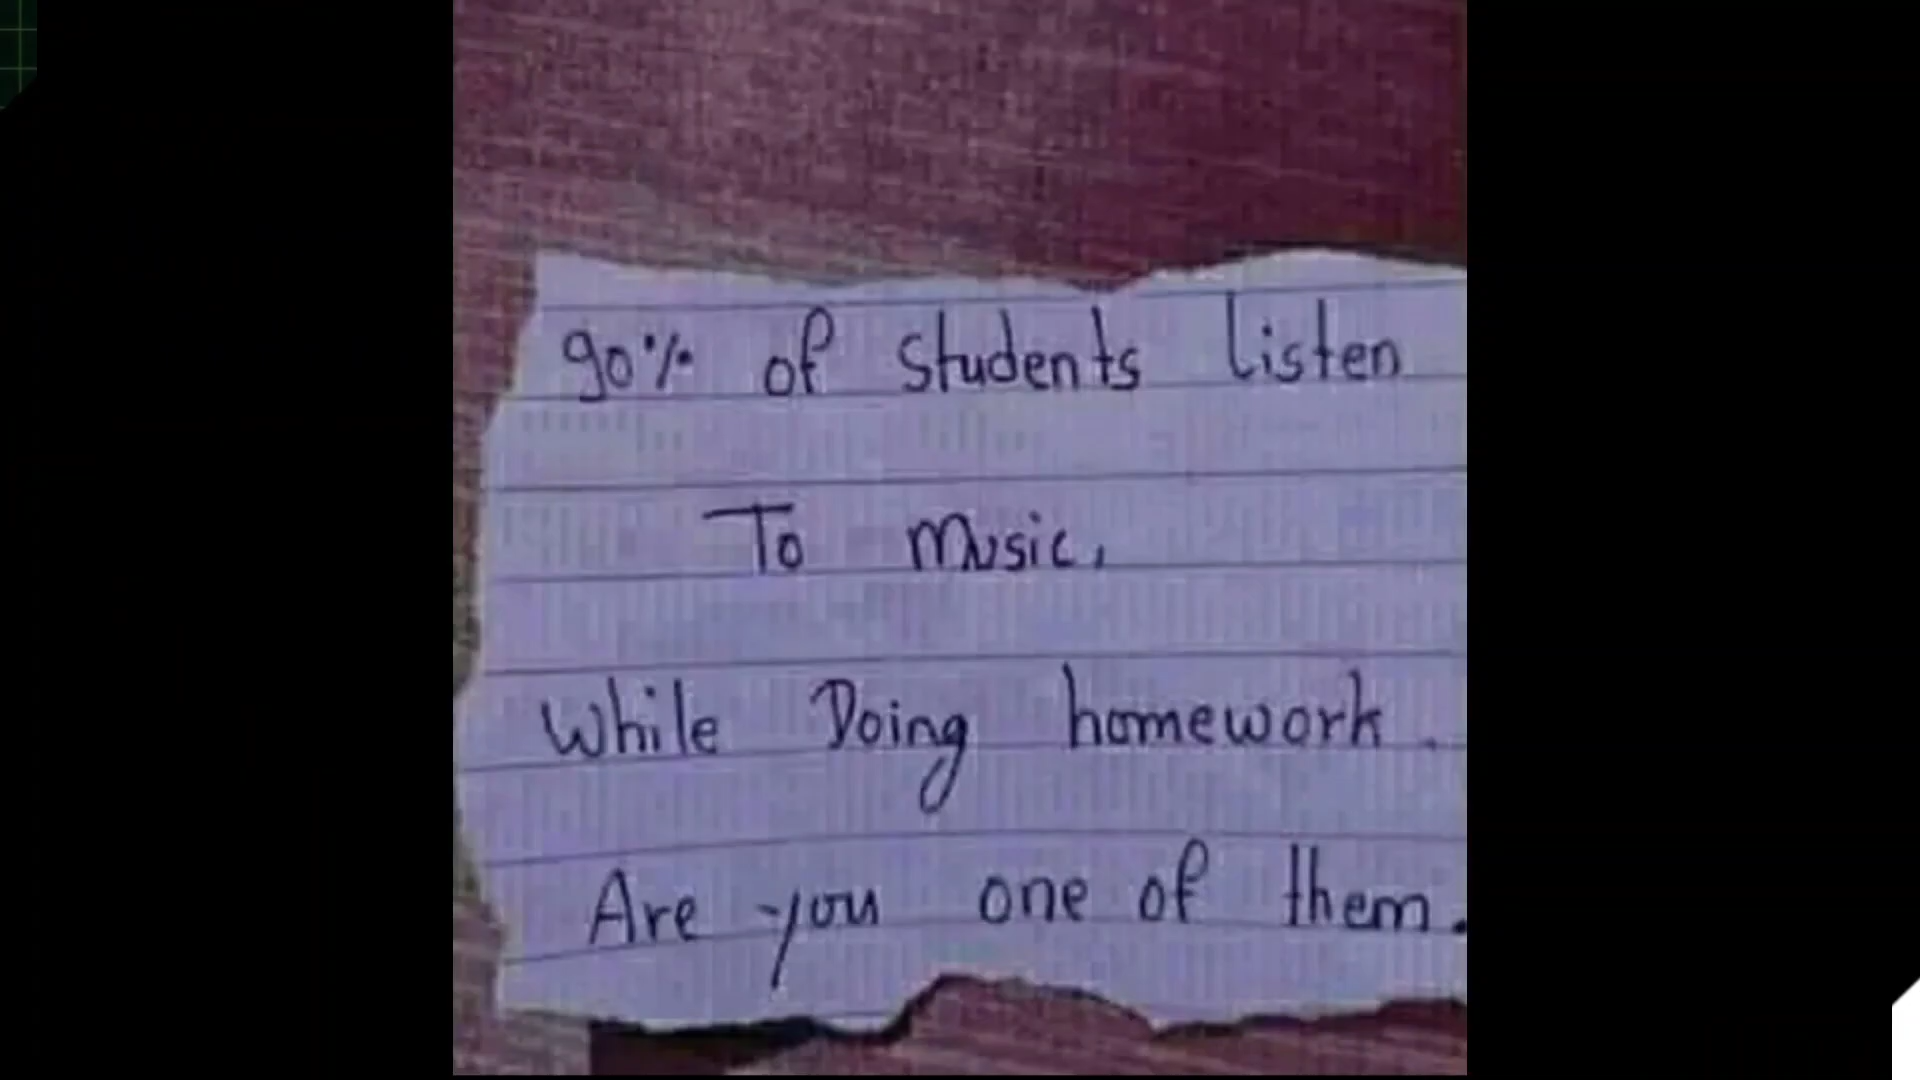 90% of Students listen
To music,
While Doing homework.
Are you one of them.